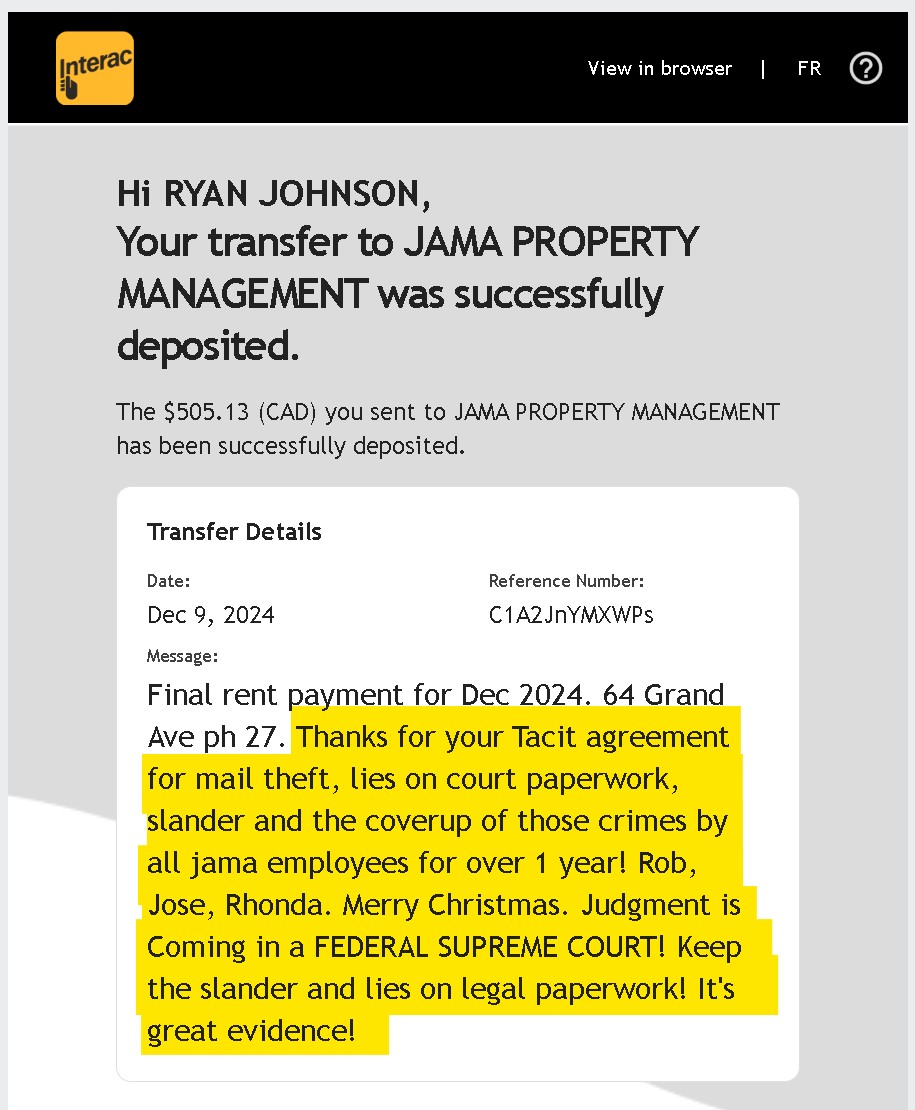 Interac
View in browser | FR ?
Hi RYAN JOHNSON,
Your transfer to JAMA PROPERTY
MANAGEMENT was successfully
deposited.
The $505.13 (CAD) you sent to JAMA PROPERTY MANAGEMENT
has been successfully deposited.
Transfer Details
Date: Reference Number:
Dec 9, 2024 C1A2JnYMXWPs
Message:
Final rent payment for Dec 2024. 64 Grand
Ave ph 27. Thanks for your Tacit agreement
for mail theft, lies on court paperwork,
slander and the coverup of those crimes by
all jama employees for over 1 year! Rob,
Jose, Rhonda. Merry Christmas. Judgment is
Coming in a FEDERAL SUPREME COURT! Keep
the slander and lies on legal paperwork! It's
great evidence!